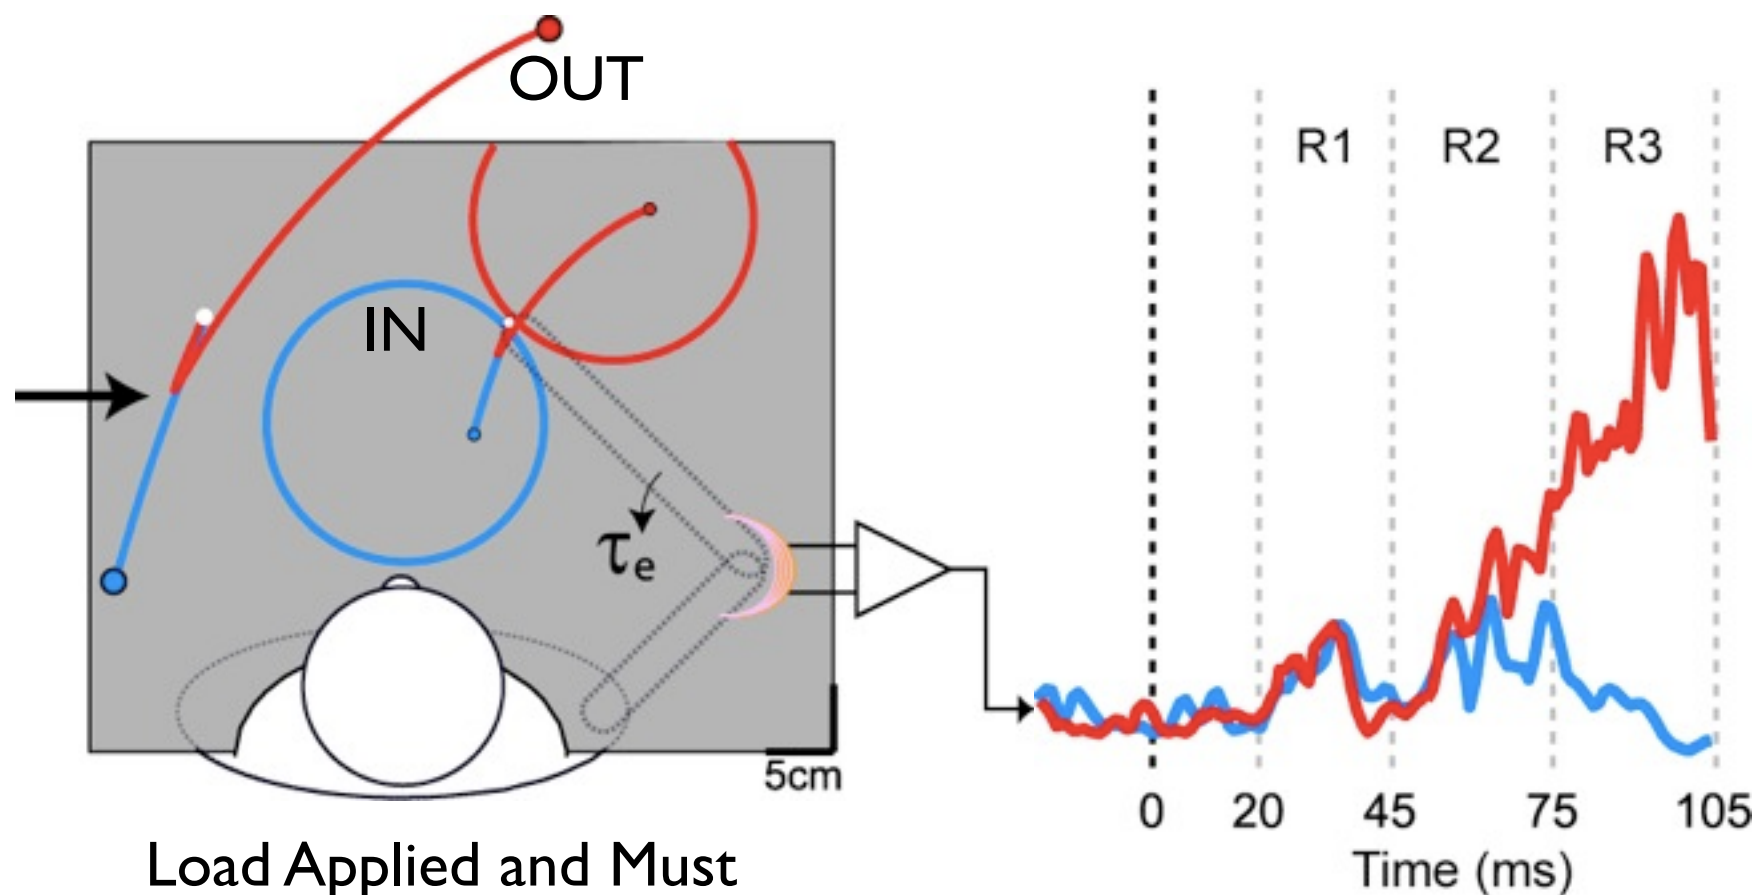 OUT
IN
τe
5cm
Load Applied and Must
R1 R2 R3
0 20 45 75 105
Time (ms)